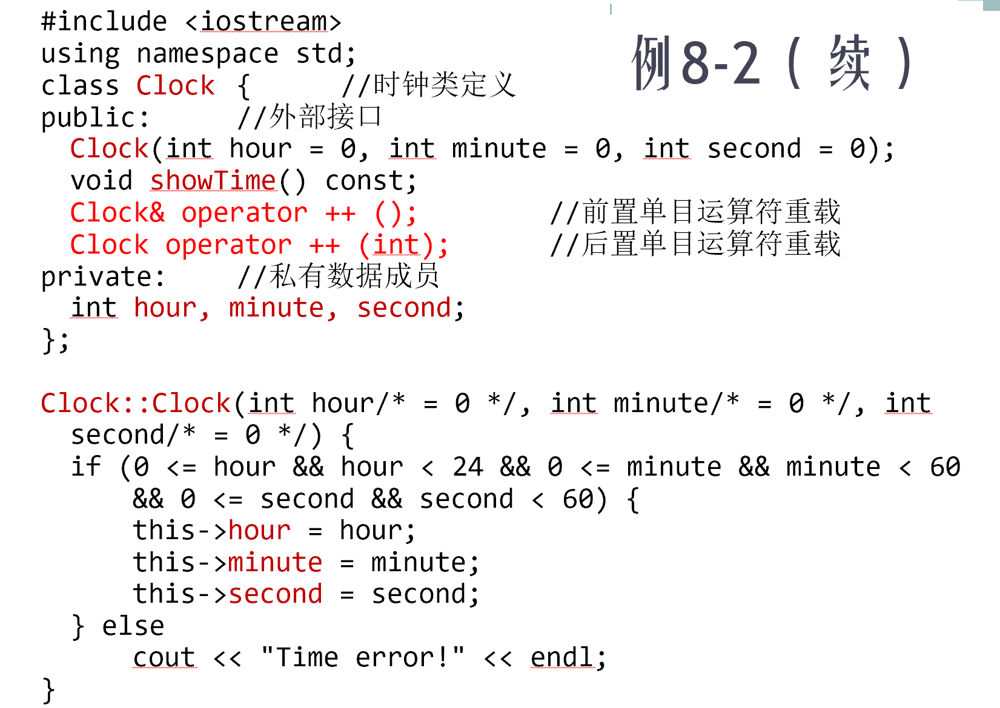 例8-2（续）
#include <iostream>
using namespace std;
class Clock {      //时钟类定义
public:      //外部接口
  Clock(int hour = 0, int minute = 0, int second = 0);
  void showTime() const;
  Clock& operator ++ ();         //前置单目运算符重载
  Clock operator ++ (int);       //后置单目运算符重载
private:     //私有数据成员
  int hour, minute, second;
};
Clock::Clock(int hour/* = 0 */, int minute/* = 0 */, int
  second/* = 0 */) {
  if (0 <= hour && hour < 24 && 0 <= minute && minute < 60
      && 0 <= second && second < 60) {
      this->hour = hour;
      this->minute = minute;
      this->second = second;
  } else
      cout << "Time error!" << endl;
}